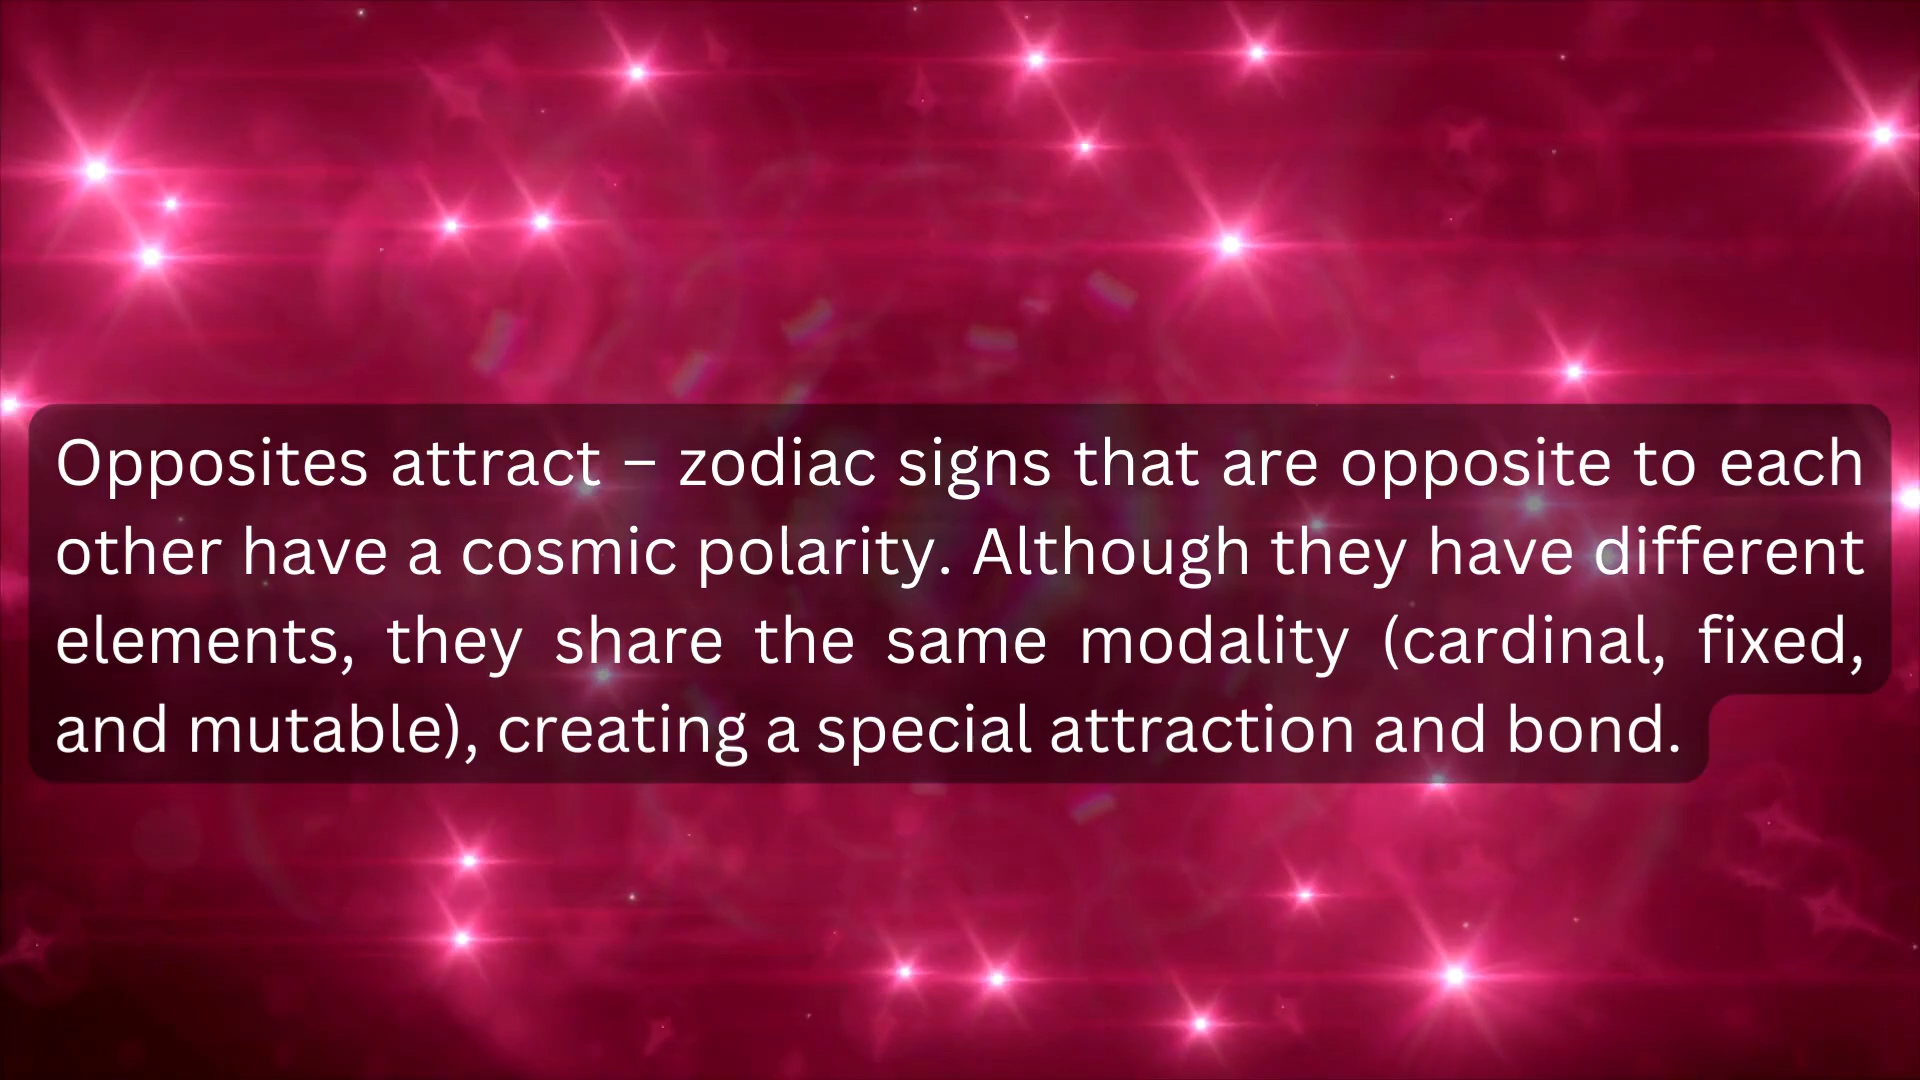 Opposites attract – zodiac signs that are opposite to each
other have a cosmic polarity. Although they have different
elements, they share the same modality (cardinal, fixed,
and mutable), creating a special attraction and bond.